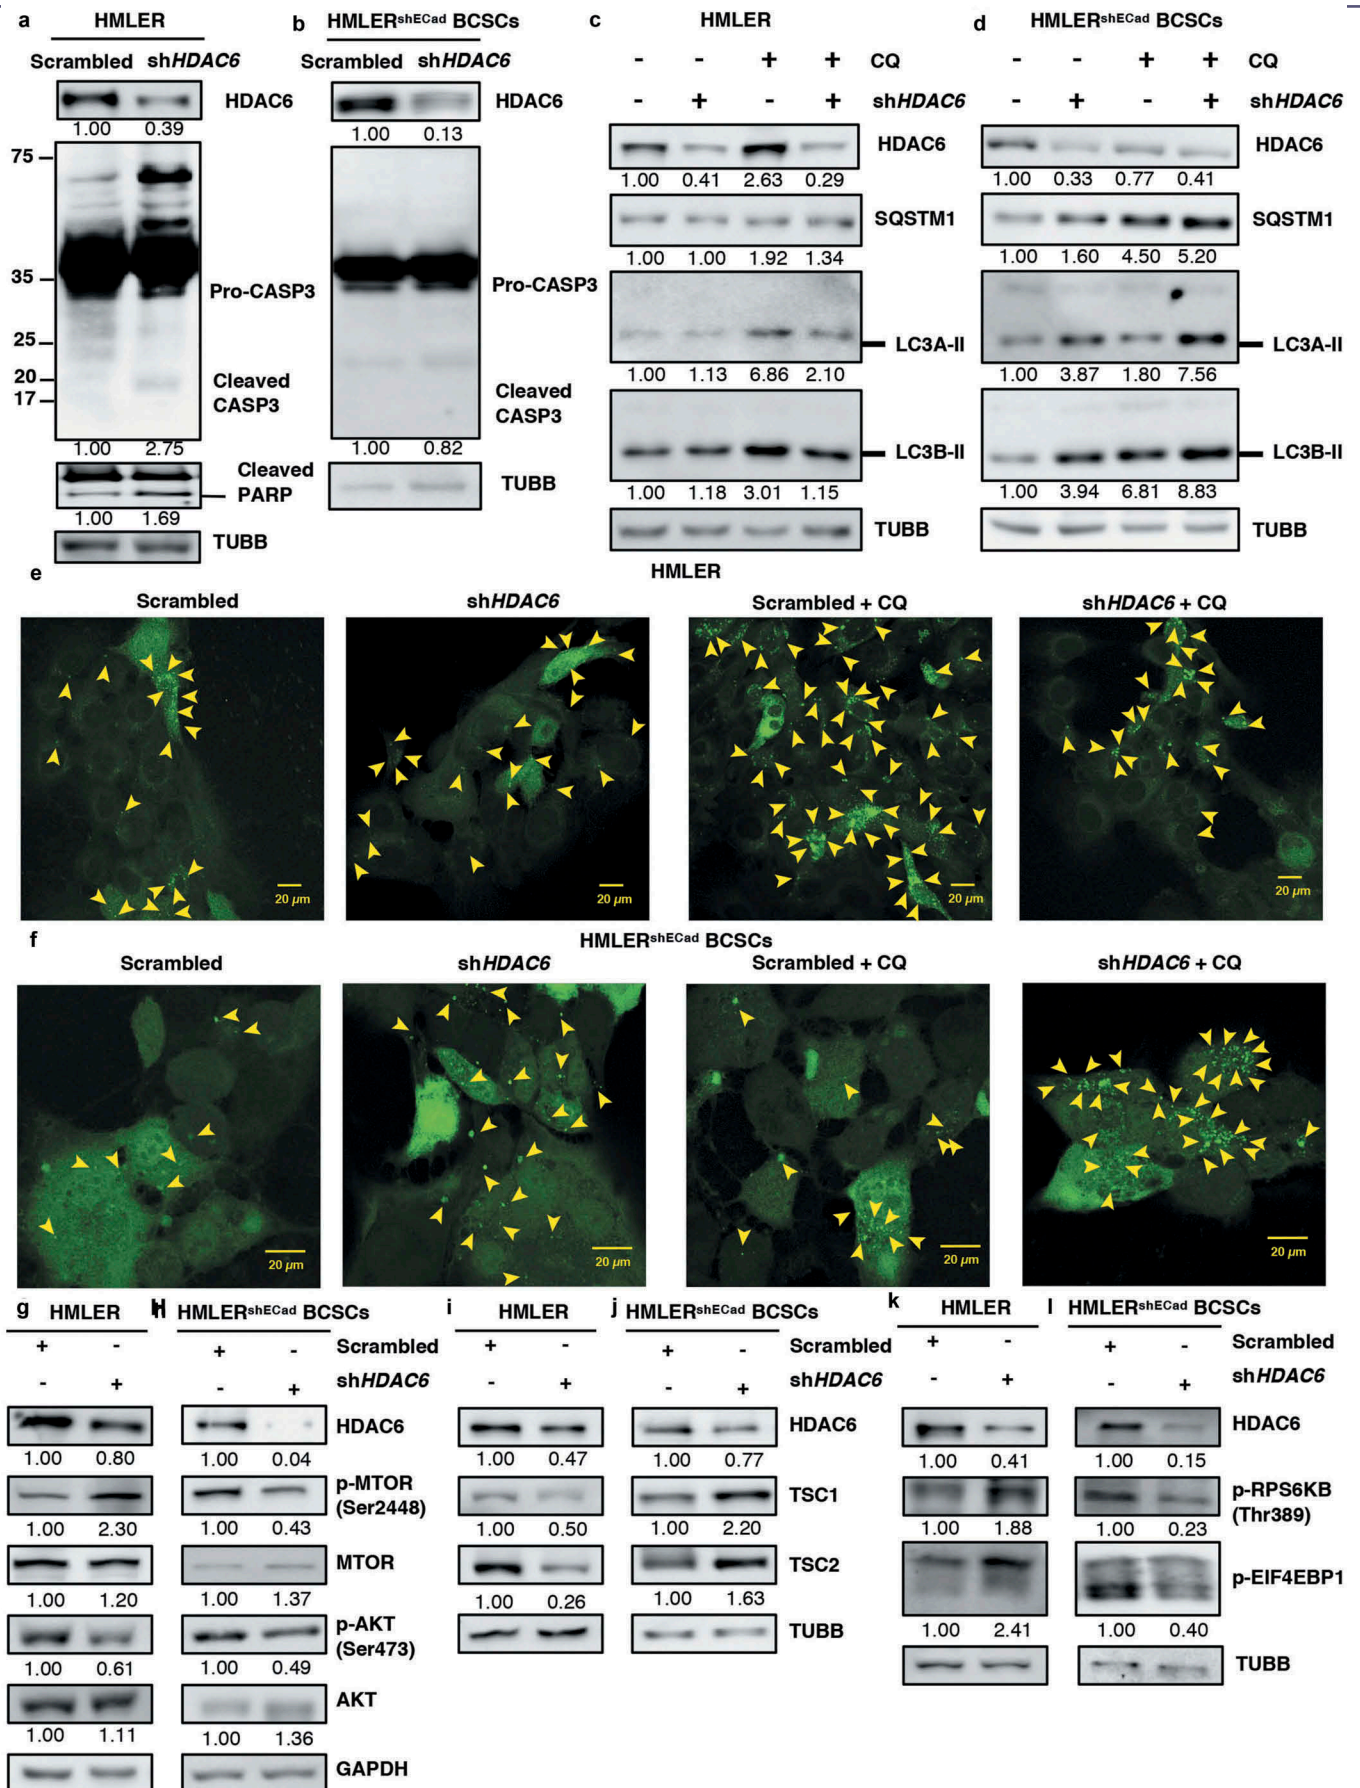 a HMLER
Scrambled shHDAC6
HDAC6
1.00 0.39
75
35
25
20
17
Pro-CASP3
Cleaved
CASP3
1.00 2.75
Cleaved
PARP
1.00 1.69
TUBB
b HMLERshECad BCSCs
Scrambled shHDAC6
HDAC6
1.00 0.13
Pro-CASP3
Cleaved
CASP3
1.00 0.82
TUBB
c HMLER
- - + + CQ
- + - + shHDAC6
HDAC6
1.00 0.41 2.63 0.29
SQSTM1
1.00 1.00 1.92 1.34
LC3A-II
1.00 1.13 6.86 2.10
LC3B-II
1.00 1.18 3.01 1.15
TUBB
d HMLERshECad BCSCs
- - + + CQ
- + - + shHDAC6
HDAC6
1.00 0.33 0.77 0.41
SQSTM1
1.00 1.60 4.50 5.20
LC3A-II
1.00 3.87 1.80 7.56
LC3B-II
1.00 3.94 6.81 8.83
TUBB
e HMLER
Scrambled shHDAC6 Scrambled + CQ shHDAC6 + CQ
20 µm 20 µm 20 µm 20 µm
f HMLERshECad BCSCs
Scrambled shHDAC6 Scrambled + CQ shHDAC6 + CQ
20 µm 20 µm 20 µm 20 µm
g HMLER
+ -
- +
1.00 0.80
1.00 2.30
1.00 1.20
1.00 0.61
1.00 1.11
H HMLERshECad BCSCs
+ - Scrambled
- + shHDAC6
HDAC6
1.00 0.04
p-MTOR
(Ser2448)
1.00 0.43
MTOR
1.00 1.37
p-AKT
(Ser473)
1.00 0.49
AKT
1.00 1.36
GAPDH
i HMLER
+ -
- +
1.00 0.47
1.00 0.50
1.00 0.26
j HMLERshECad BCSCs
+ - Scrambled
- + shHDAC6
HDAC6
1.00 0.77
TSC1
1.00 2.20
TSC2
1.00 1.63
TUBB
k HMLER
+ -
- +
1.00 0.41
1.00 1.88
1.00 2.41
l HMLERshECad BCSCs
+ - Scrambled
- + shHDAC6
HDAC6
1.00 0.15
p-RPS6KB
(Thr389)
1.00 0.23
p-EIF4EBP1
1.00 0.40
TUBB